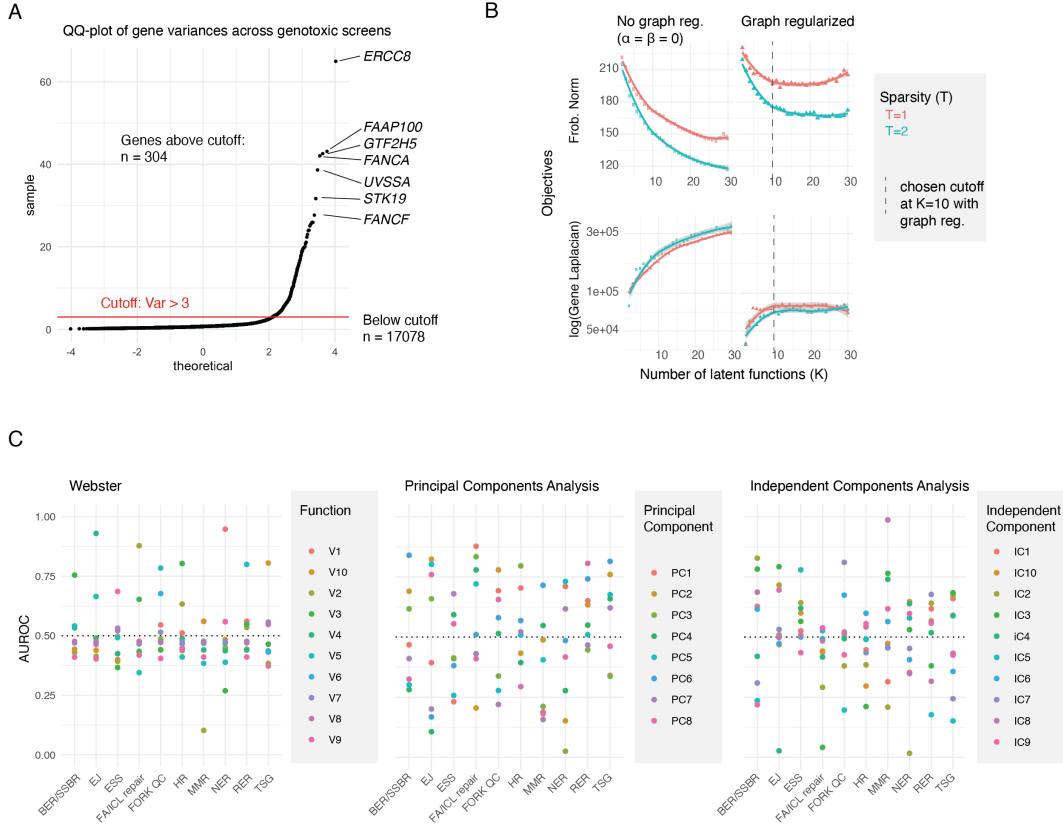 A
QQ-plot of gene variances across genotoxic screens
60
40
20
0
sample
ERCC8
FAAP100
GTF2H5
FANCA
UVSSA
STK19
FANCF
Genes above cutoff:
n = 304
Cutoff: Var > 3
Below cutoff
n = 17078
-4
-2
0
2
4
theoretical
B
No graph reg.
(α = β = 0)
Graph regularized
Objectives
Frob. Norm
210
180
150
120
10
20
30
10
20
30
log(Gene Laplacian)
3e+05
1e+05
5e+04
10
20
30
10
20
30
Number of latent functions (K)
Sparsity (T)
T=1
T=2
chosen cutoff
at K=10 with
graph reg.
C
Webster
AUROC
1.00
0.75
0.50
0.25
0.00
BER/SSBR
EJ
ESS
FA/ICL repair
FORK QC
HR
MMR
NER
RER
TSG
Function
V1
V10
V2
V3
V4
V5
V6
V7
V8
V9
Principal Components Analysis
BER/SSBR
EJ
ESS
FA/ICL repair
FORK QC
HR
MMR
NER
RER
TSG
Principal
Component
PC1
PC2
PC3
PC4
PC5
PC6
PC7
PC8
Independent Components Analysis
BER/SSBR
EJ
ESS
FA/ICL repair
FORK QC
HR
MMR
NER
RER
TSG
Independent
Component
IC1
IC10
IC2
IC3
iC4
IC5
IC6
IC7
IC8
IC9